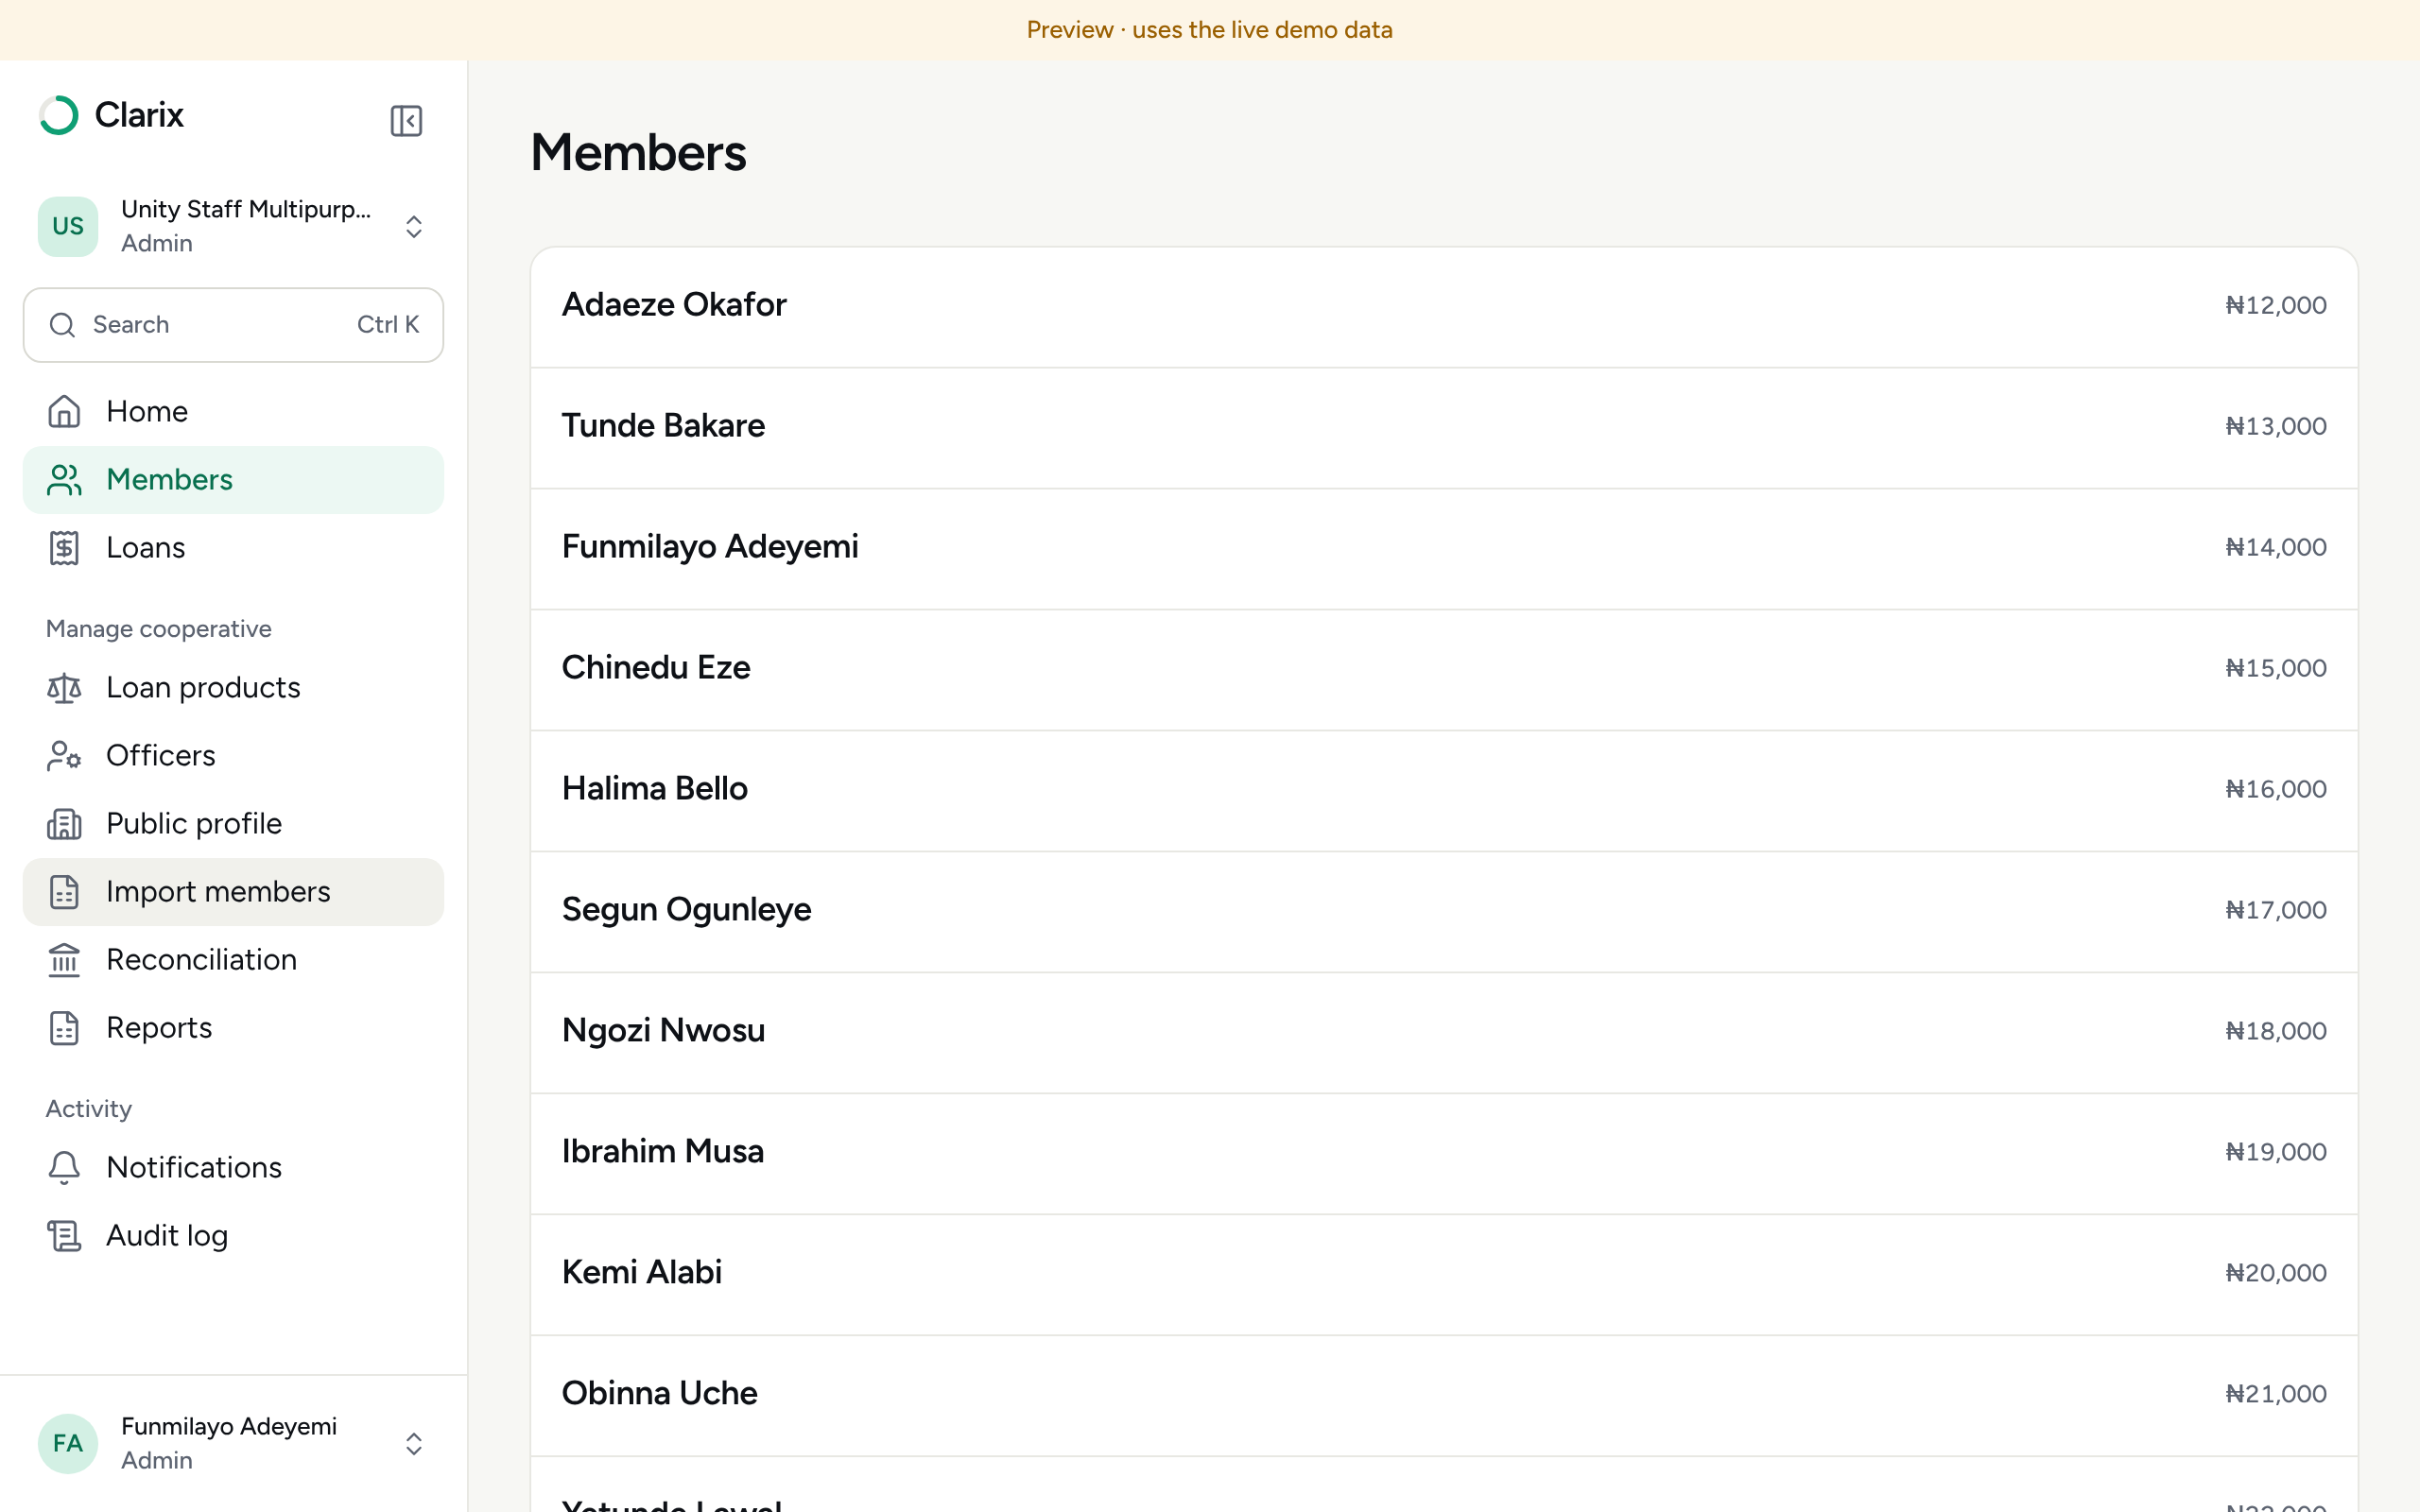 Preview · uses the live demo data
Clarix
US
Unity Staff Multipurp...
Admin
Search
Ctrl K
Home
Members
Loans
Manage cooperative
Loan products
Officers
Public profile
Import members
Reconciliation
Reports
Activity
Notifications
Audit log
FA
Funmilayo Adeyemi
Admin
Members
Adaeze Okafor
₦12,000
Tunde Bakare
₦13,000
Funmilayo Adeyemi
₦14,000
Chinedu Eze
₦15,000
Halima Bello
₦16,000
Segun Ogunleye
₦17,000
Ngozi Nwosu
₦18,000
Ibrahim Musa
₦19,000
Kemi Alabi
₦20,000
Obinna Uche
₦21,000
Yetunde Lawal